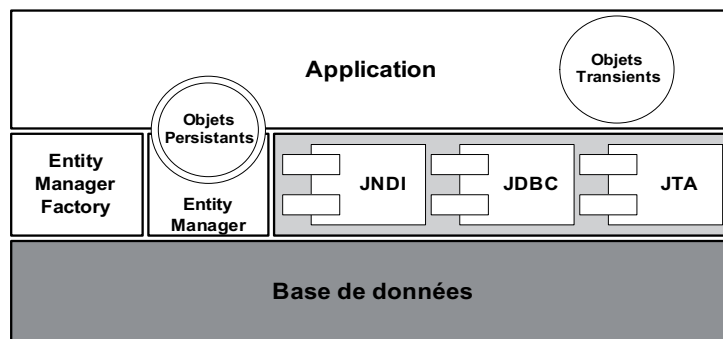 Objets
Transients
Application
Objets
Persistants
Entity
Manager
Factory
Entity
Manager
JNDI
JDBC
JTA
Base de données